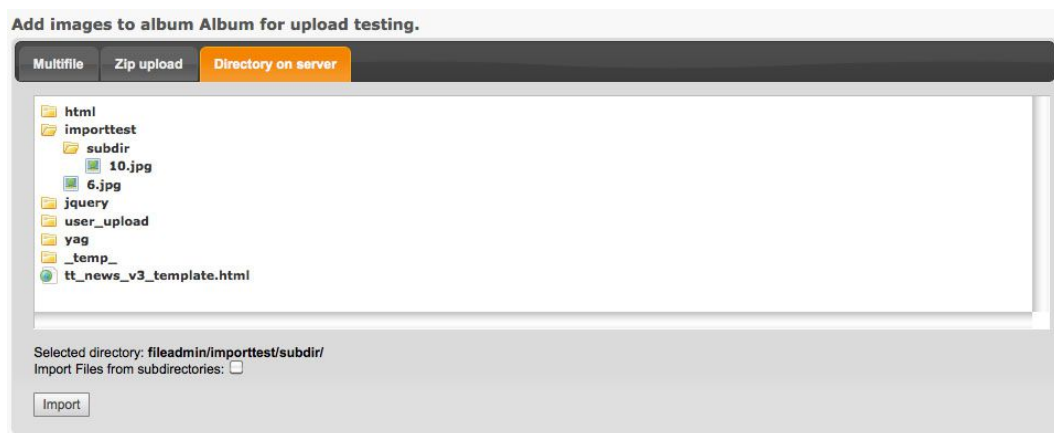 Add images to album Album for upload testing.
Multifile Zip upload Directory on server
html
importtest
subdir
10.jpg
6.jpg
jquery
user_upload
yag
_temp_
tt_news_v3_template.html
Selected directory: fileadmin/importtest/subdir/
Import Files from subdirectories:
Import